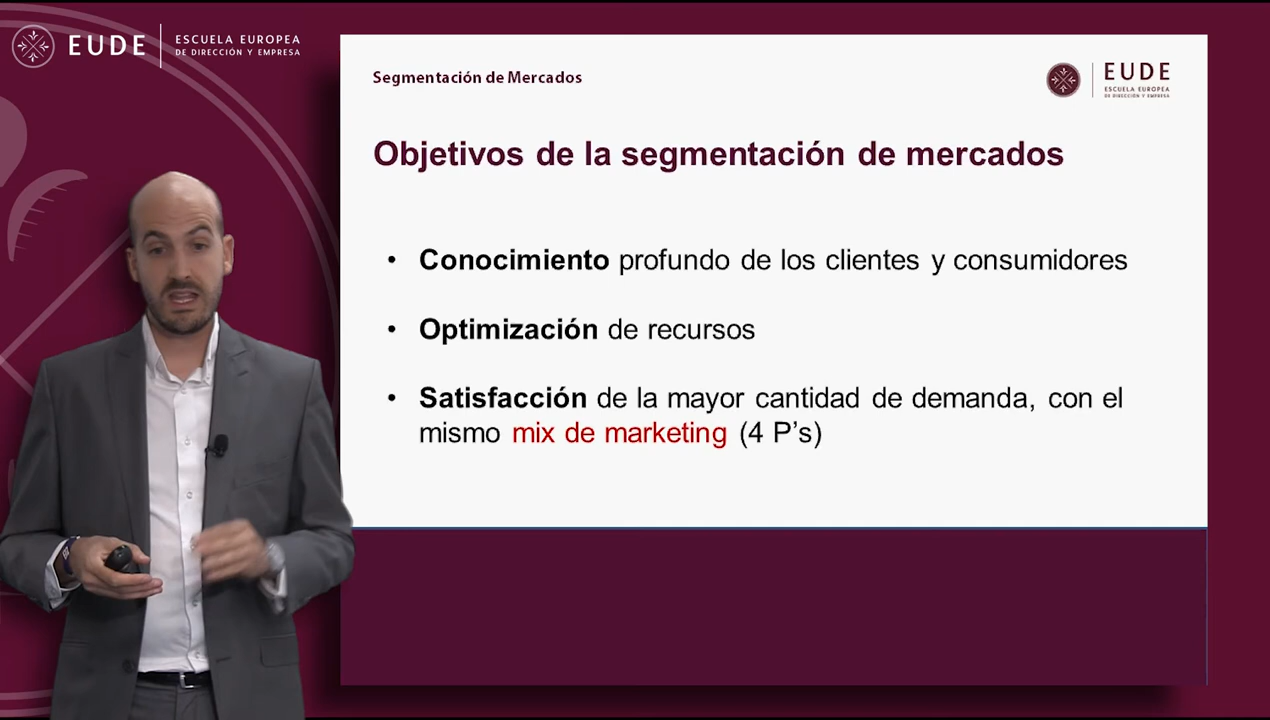 EUDE
ESCUELA EUROPEA
DE DIRECCIÓN Y EMPRESA
Segmentación de Mercados
EUDE
ESCUELA EUROPEA
DE DIRECCIÓN Y EMPRESA
Objetivos de la segmentación de mercados
• Conocimiento profundo de los clientes y consumidores
• Optimización de recursos
• Satisfacción de la mayor cantidad de demanda, con el
mismo mix de marketing (4 P’s)